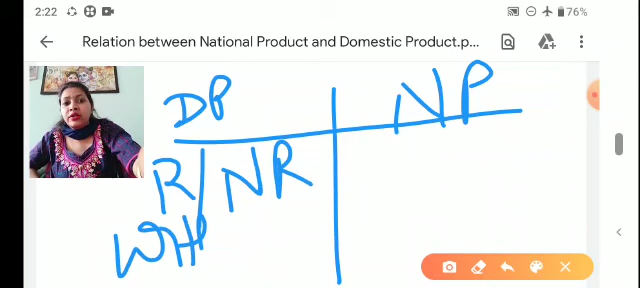 2:22 76%
Relation between National Product and Domestic Product.p...
DP NP
R/NR
WH